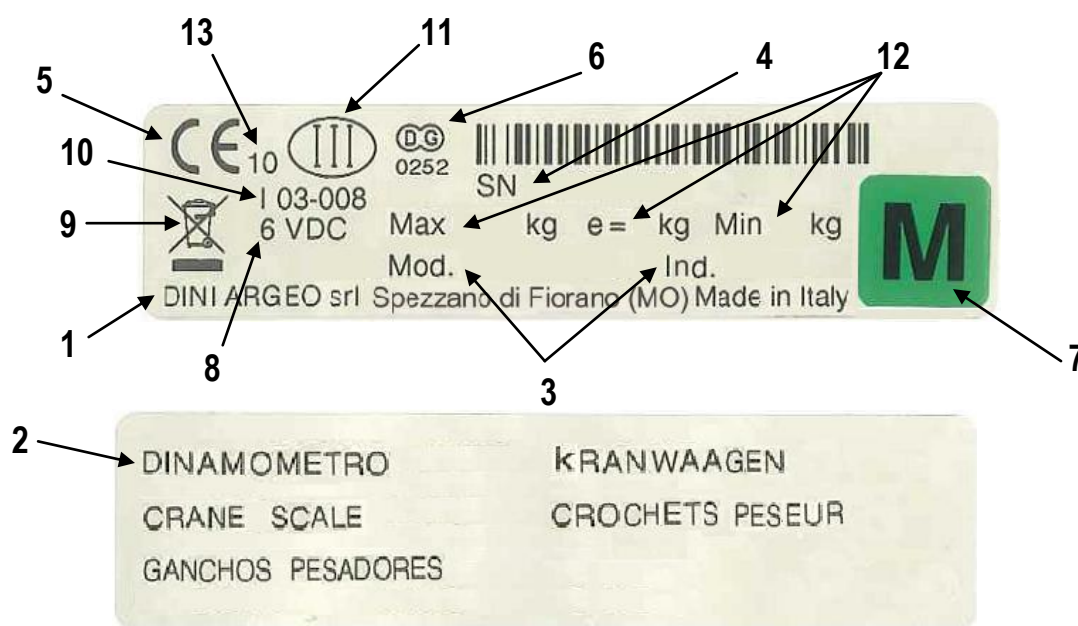 13 11 6 4 12
5
CE 10 III DG 0252
SN
10
I 03-008
9
6 VDC Max kg e= kg Min kg
M
Mod. Ind.
DINI ARGEO srl Spezzano di Fiorano (MO) Made in Italy
1 8 3 7
2
DINAMOMETRO KRANWAAGEN
CRANE SCALE CROCHETS PESEUR
GANCHOS PESADORES